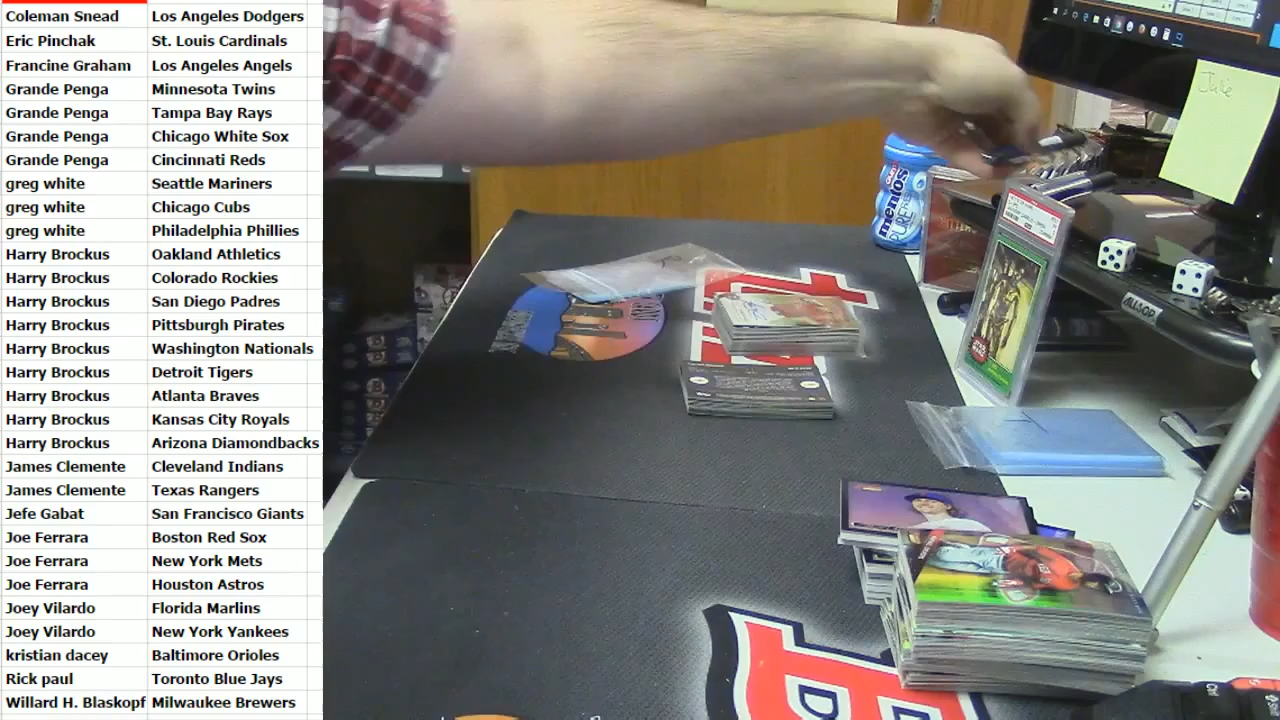 Coleman Snead Los Angeles Dodgers
Eric Pinchak St. Louis Cardinals
Francine Graham Los Angeles Angels
Grande Penga Minnesota Twins
Grande Penga Tampa Bay Rays
Grande Penga Chicago White Sox
Grande Penga Cincinnati Reds
greg white Seattle Mariners
greg white Chicago Cubs
greg white Philadelphia Phillies
Harry Brockus Oakland Athletics
Harry Brockus Colorado Rockies
Harry Brockus San Diego Padres
Harry Brockus Pittsburgh Pirates
Harry Brockus Washington Nationals
Harry Brockus Detroit Tigers
Harry Brockus Atlanta Braves
Harry Brockus Kansas City Royals
Harry Brockus Arizona Diamondbacks
James Clemente Cleveland Indians
James Clemente Texas Rangers
Jefe Gabat San Francisco Giants
Joe Ferrara Boston Red Sox
Joe Ferrara New York Mets
Joe Ferrara Houston Astros
Joey Vilardo Florida Marlins
Joey Vilardo New York Yankees
kristian dacey Baltimore Orioles
Rick paul Toronto Blue Jays
Willard H. Blaskopf Milwaukee Brewers
Julie
mentos
PURE FRESH
ALLSOP
STAR WARS